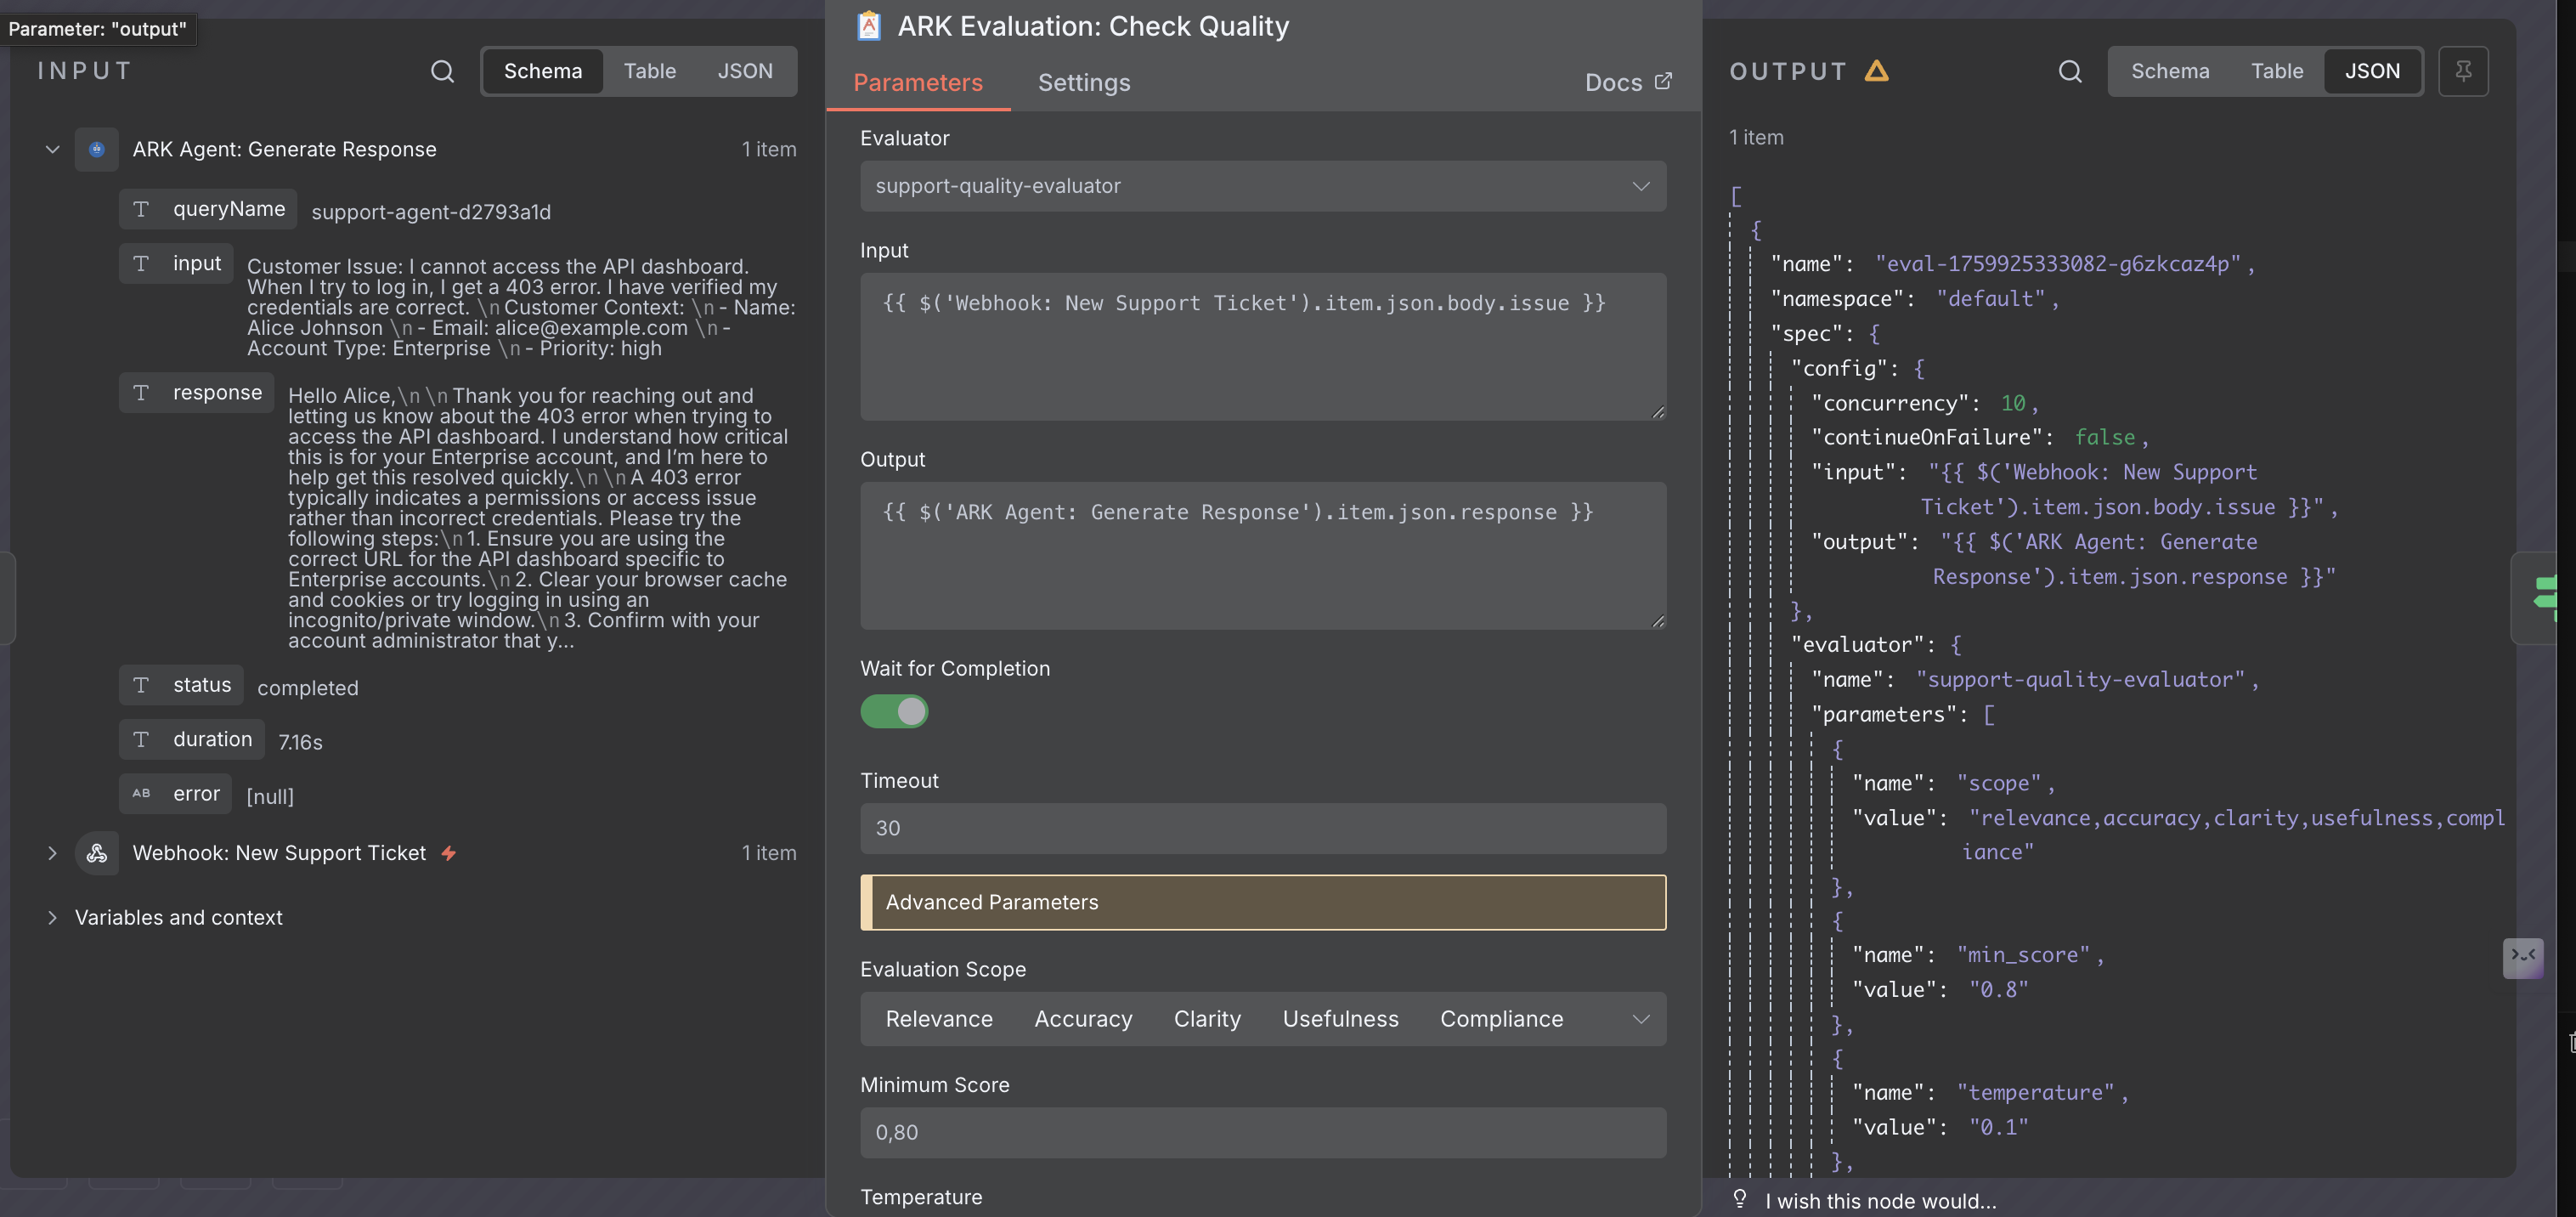 Parameter: "output"
INPUT
Schema Table JSON
ARK Agent: Generate Response 1 item
T queryName support-agent-d2793a1d
T input Customer Issue: I cannot access the API dashboard.
When I try to log in, I get a 403 error. I have verified my
credentials are correct. \n Customer Context: \n - Name:
Alice Johnson \n - Email: alice@example.com \n -
Account Type: Enterprise \n - Priority: high
T response Hello Alice,\n \n Thank you for reaching out and
letting us know about the 403 error when trying to
access the API dashboard. I understand how critical
this is for your Enterprise account, and I'm here to
help get this resolved quickly.\n \n A 403 error
typically indicates a permissions or access issue
rather than incorrect credentials. Please try the
following steps:\n 1. Ensure you are using the
correct URL for the API dashboard specific to
Enterprise accounts.\n 2. Clear your browser cache
and cookies or try logging in using an
incognito/private window.\n 3. Confirm with your
account administrator that y...
T status completed
T duration 7.16s
AB error [null]
Webhook: New Support Ticket 1 item
Variables and context
ARK Evaluation: Check Quality
Parameters Settings Docs
Evaluator
support-quality-evaluator
Input
{{ $('Webhook: New Support Ticket').item.json.body.issue }}
Output
{{ $('ARK Agent: Generate Response').item.json.response }}
Wait for Completion
Timeout
30
Advanced Parameters
Evaluation Scope
Relevance Accuracy Clarity Usefulness Compliance
Minimum Score
0,80
Temperature
OUTPUT
Schema Table JSON
1 item
[
{
"name": "eval-1759925333082-g6zkcaz4p",
"namespace": "default",
"spec": {
"config": {
"concurrency": 10,
"continueOnFailure": false,
"input": "{{ $('Webhook: New Support
Ticket').item.json.body.issue }}",
"output": "{{ $('ARK Agent: Generate
Response').item.json.response }}"
},
"evaluator": {
"name": "support-quality-evaluator",
"parameters": [
{
"name": "scope",
"value": "relevance,accuracy,clarity,usefulness,compl
iance"
},
{
"name": "min_score",
"value": "0.8"
},
{
"name": "temperature",
"value": "0.1"
},
I wish this node would...